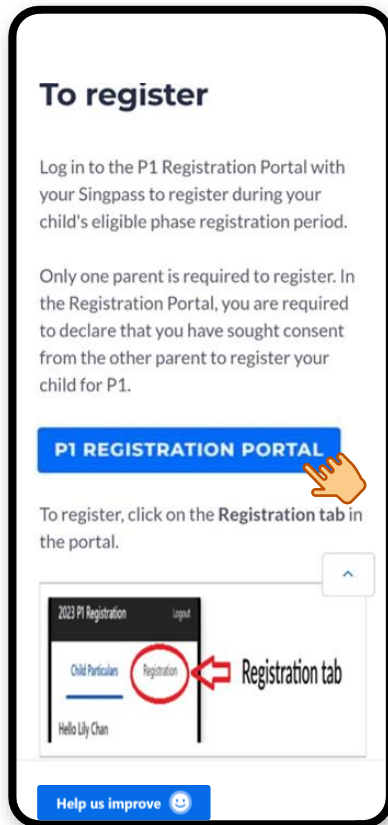 To register
Log in to the P1 Registration Portal with
your Singpass to register during your
child's eligible phase registration period.
Only one parent is required to register. In
the Registration Portal, you are required
to declare that you have sought consent
from the other parent to register your
child for P1.
P1 REGISTRATION PORTAL
To register, click on the Registration tab in
the portal.
2023 P1 Registration Logout
Child Particulars Registration
Registration tab
Hello Lily Chan
Help us improve